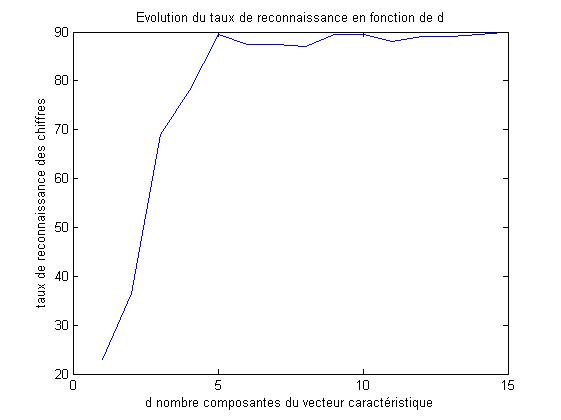 Evolution du taux de reconnaissance en fonction de d
taux de reconnaissance des chiffres
90
80
70
60
50
40
30
20
0 5 10 15
d nombre composantes du vecteur caractéristique